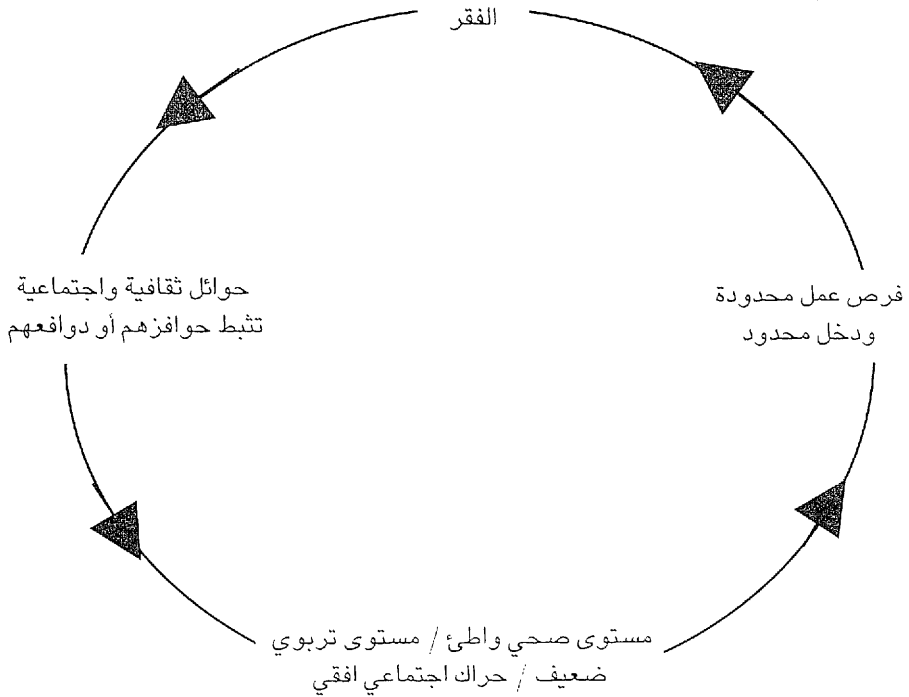 الفقر
حوائل ثقافية واجتماعية
تثبط حوافزهم أو دوافعهم
مستوى صحي واطئ / مستوى تربوي
ضعيف / حراك اجتماعي افقي
فرص عمل محدودة
ودخل محدود